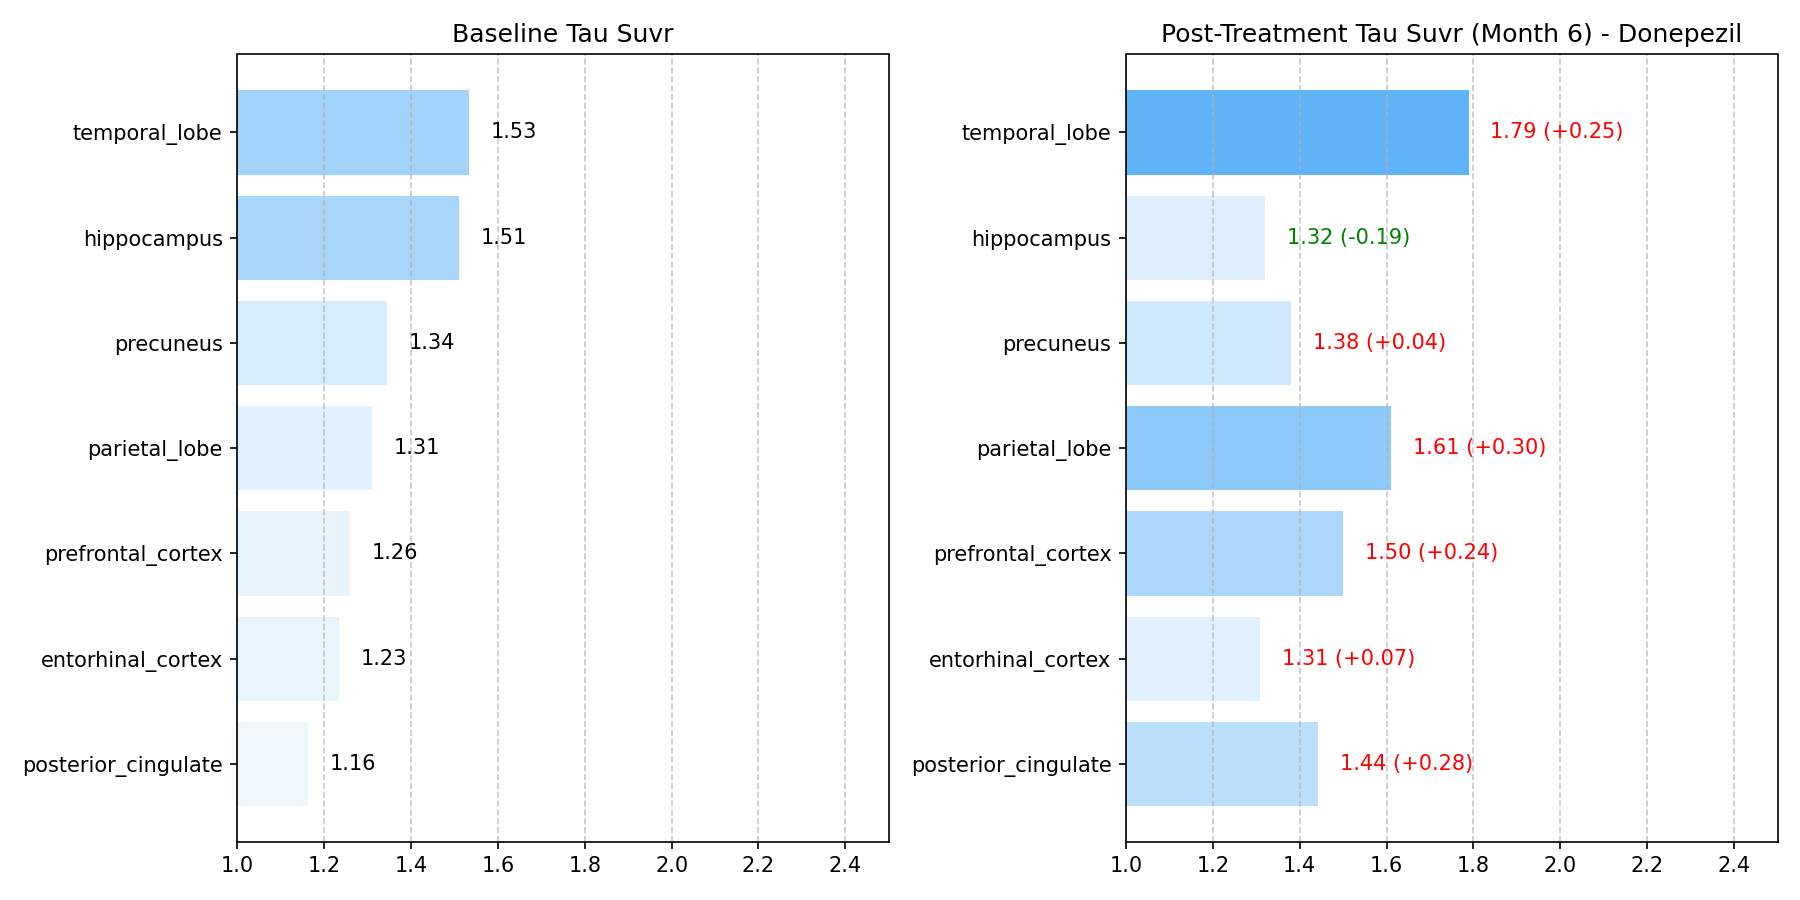 Baseline Tau Suvr
temporal_lobe 1.53
hippocampus 1.51
precuneus 1.34
parietal_lobe 1.31
prefrontal_cortex 1.26
entorhinal_cortex 1.23
posterior_cingulate 1.16
1.0 1.2 1.4 1.6 1.8 2.0 2.2 2.4
Post-Treatment Tau Suvr (Month 6) - Donepezil
temporal_lobe 1.79 (+0.25)
hippocampus 1.32 (-0.19)
precuneus 1.38 (+0.04)
parietal_lobe 1.61 (+0.30)
prefrontal_cortex 1.50 (+0.24)
entorhinal_cortex 1.31 (+0.07)
posterior_cingulate 1.44 (+0.28)
1.0 1.2 1.4 1.6 1.8 2.0 2.2 2.4